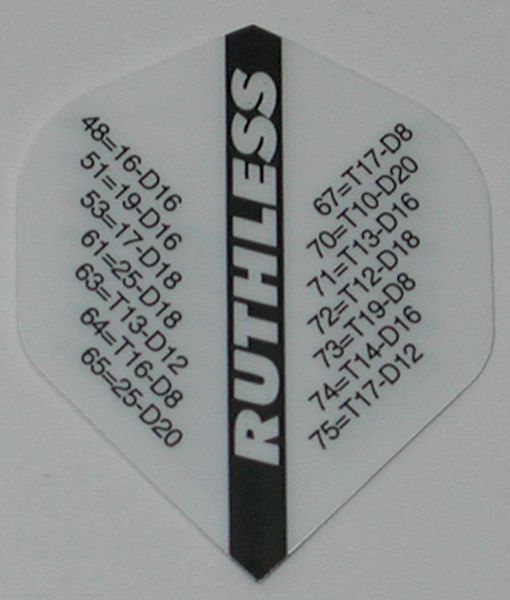 48=16-D16
51=19-D16
53=17-D18
61=25-D18
63=T13-D12
64=T16-D8
65=25-D20
RUTHLESS
67=T17-D8
70=T10-D20
71=T13-D16
72=T12-D18
73=T19-D8
74=T14-D16
75=T17-D12